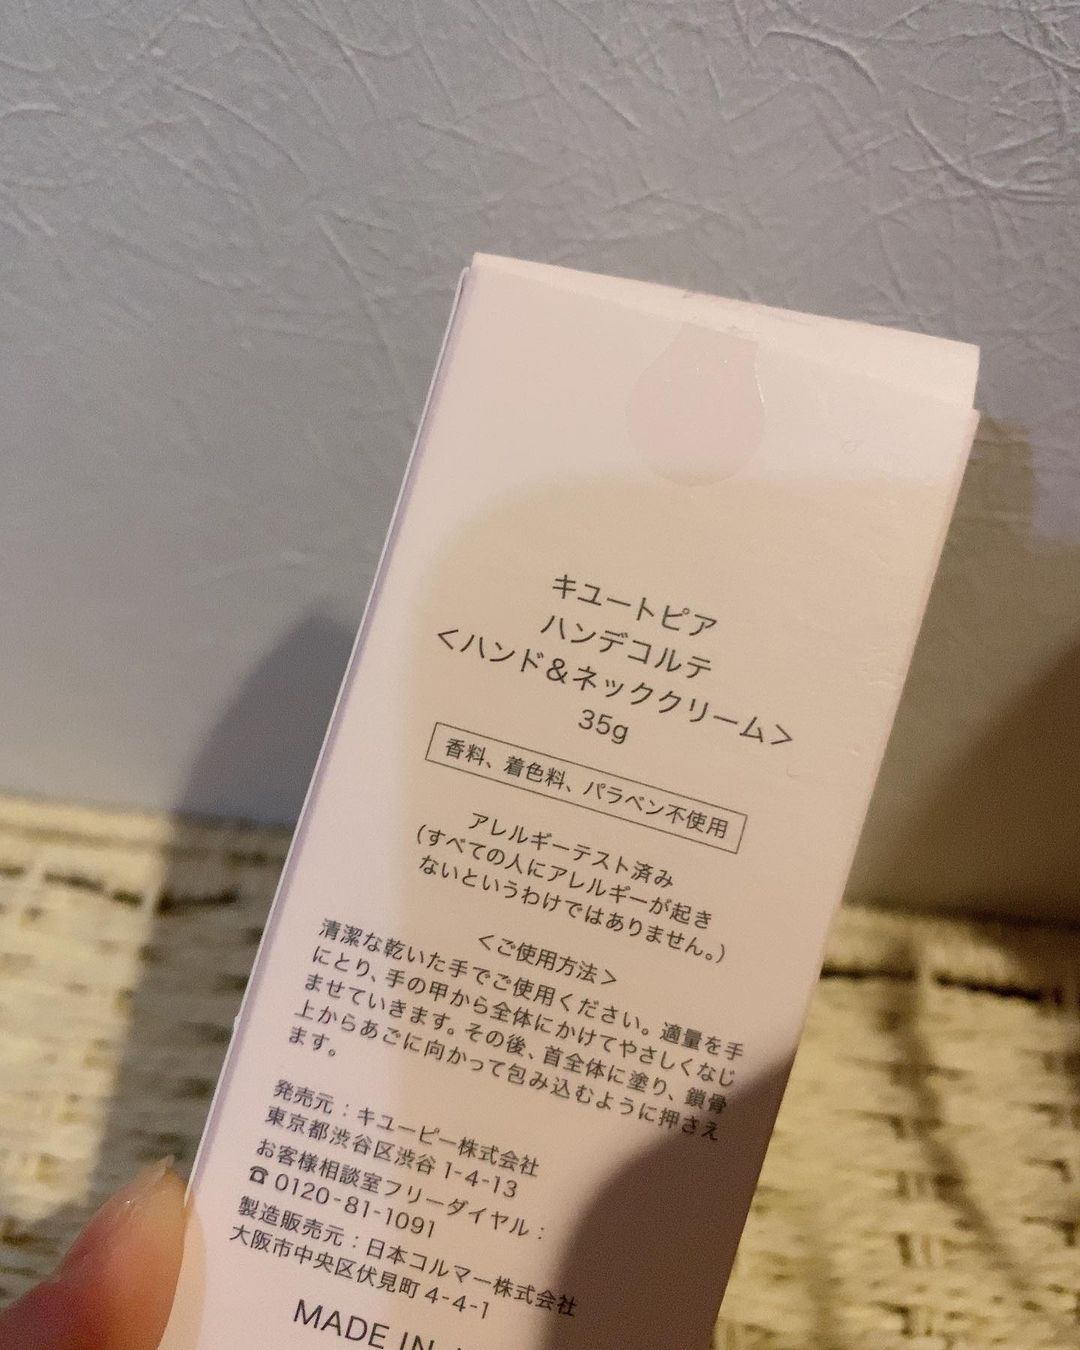 キユートピア
ハンデコルテ
＜ハンド＆ネッククリーム＞
35g
香料、着色料、パラベン不使用
アレルギーテスト済み
(すべての人にアレルギーが起き
ないというわけではありません。)
＜ご使用方法＞
清潔な乾いた手でご使用ください。適量を手
にとり、手の甲から全体にかけてやさしくなじ
ませていきます。その後、首全体に塗り、鎖骨
上からあごに向かって包み込むように押さえ
ます。
発売元：キユーピー株式会社
東京都渋谷区渋谷 1-4-13
お客様相談室フリーダイヤル：
☎ 0120-81-1091
製造販売元：日本コルマー株式会社
大阪市中央区伏見町 4-4-1
MADE IN